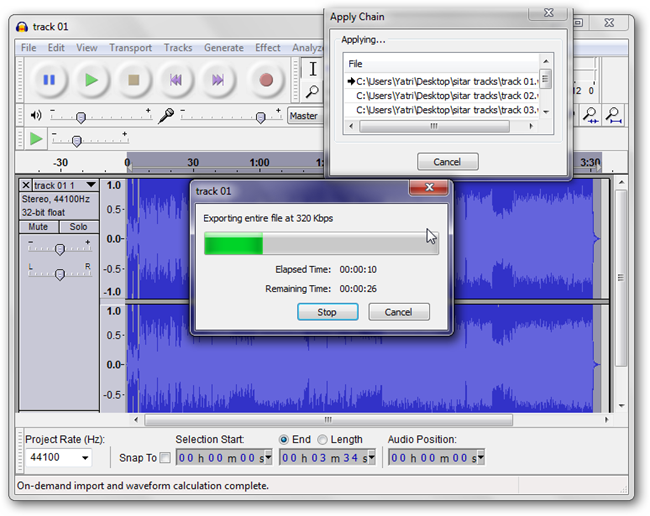 track 01
File Edit View Transport Tracks Generate Effect Analyze
Apply Chain
Applying...
File
C:\Users\Yatri\Desktop\sitar tracks\track 01.
C:\Users\Yatri\Desktop\sitar tracks\track 02.
C:\Users\Yatri\Desktop\sitar tracks\track 03.
Cancel
12 0
Master
-30 0 30 1:00 3:30
track 01 1
Stereo, 44100Hz
32-bit float
Mute Solo
- +
L R
1.0
0.5
0.0
-0.5
-1.0
track 01
Exporting entire file at 320 Kbps
Elapsed Time: 00:00:10
Remaining Time: 00:00:26
Stop Cancel
1.0
0.5
0.0
-0.5
Project Rate (Hz):
44100
Snap To
Selection Start:
00 h 00 m 00 s
End Length
00 h 03 m 34 s
Audio Position:
00 h 00 m 00 s
On-demand import and waveform calculation complete.